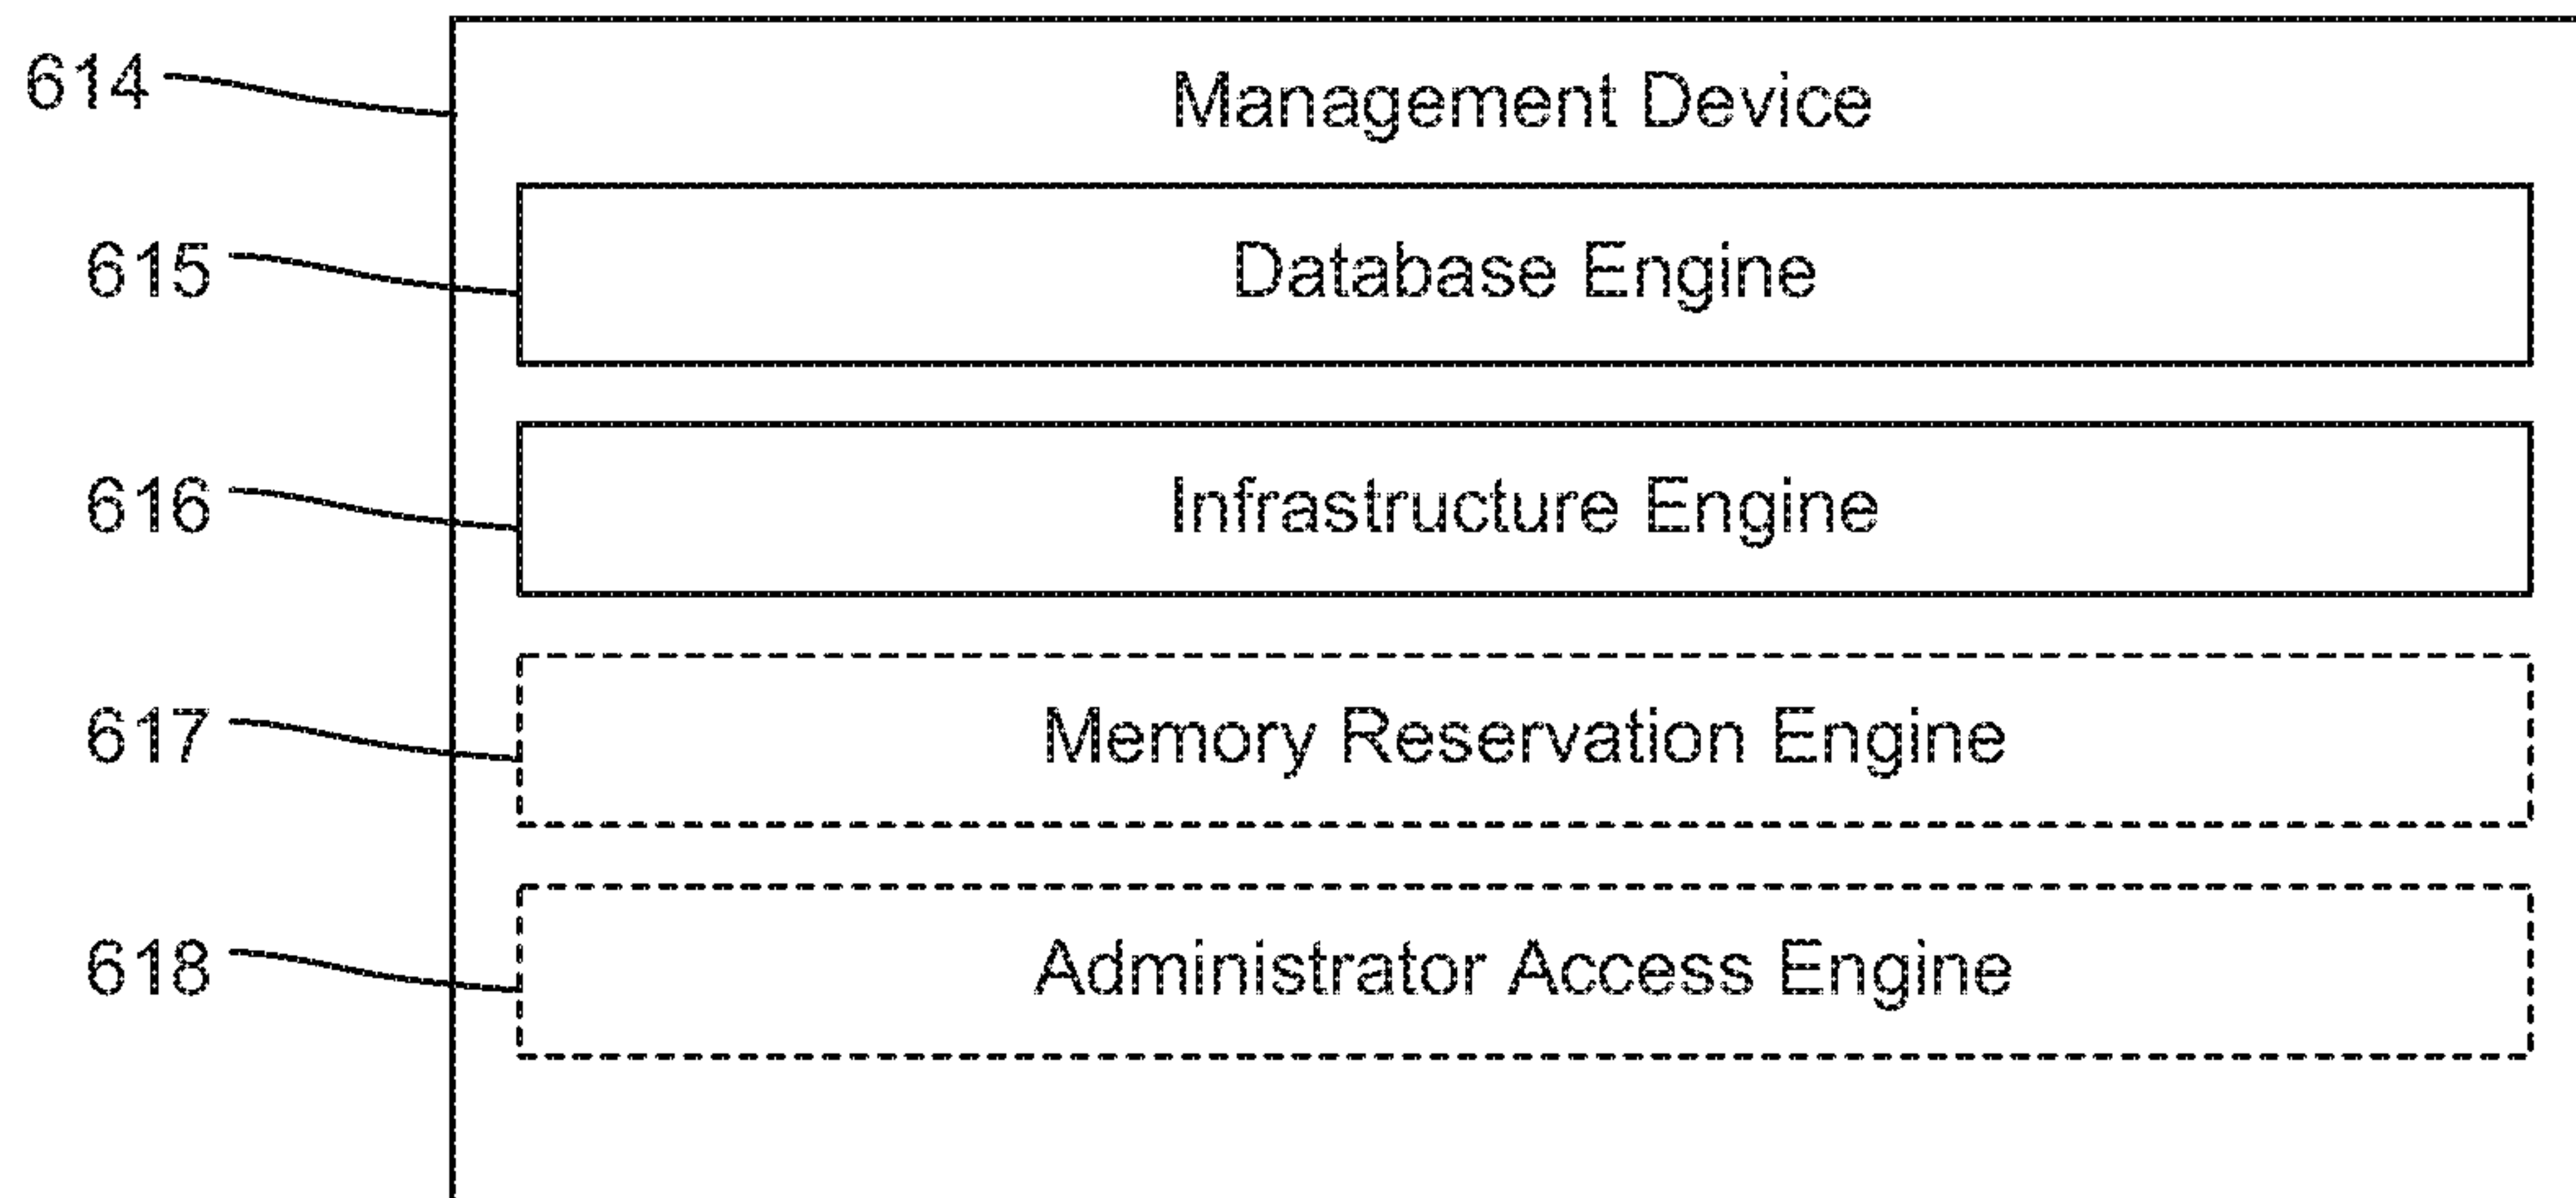 614 Management Device
615 Database Engine
616 Infrastructure Engine
617 Memory Reservation Engine
618 Administrator Access Engine